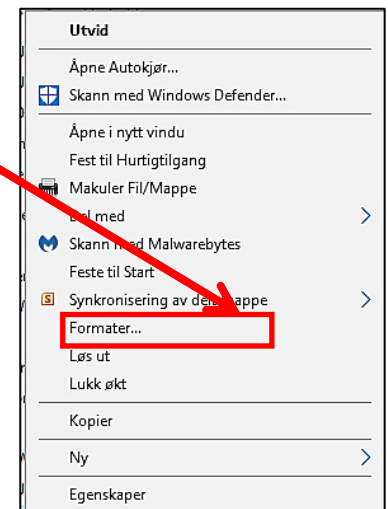 Utvid
Åpne Autokjør...
Skann med Windows Defender...
Åpne i nytt vindu
Fest til Hurtigtilgang
Makuler Fil/Mappe
Del med
Skann med Malwarebytes
Feste til Start
Synkronisering av delt mappe
Formater...
Løs ut
Lukk økt
Kopier
Ny
Egenskaper